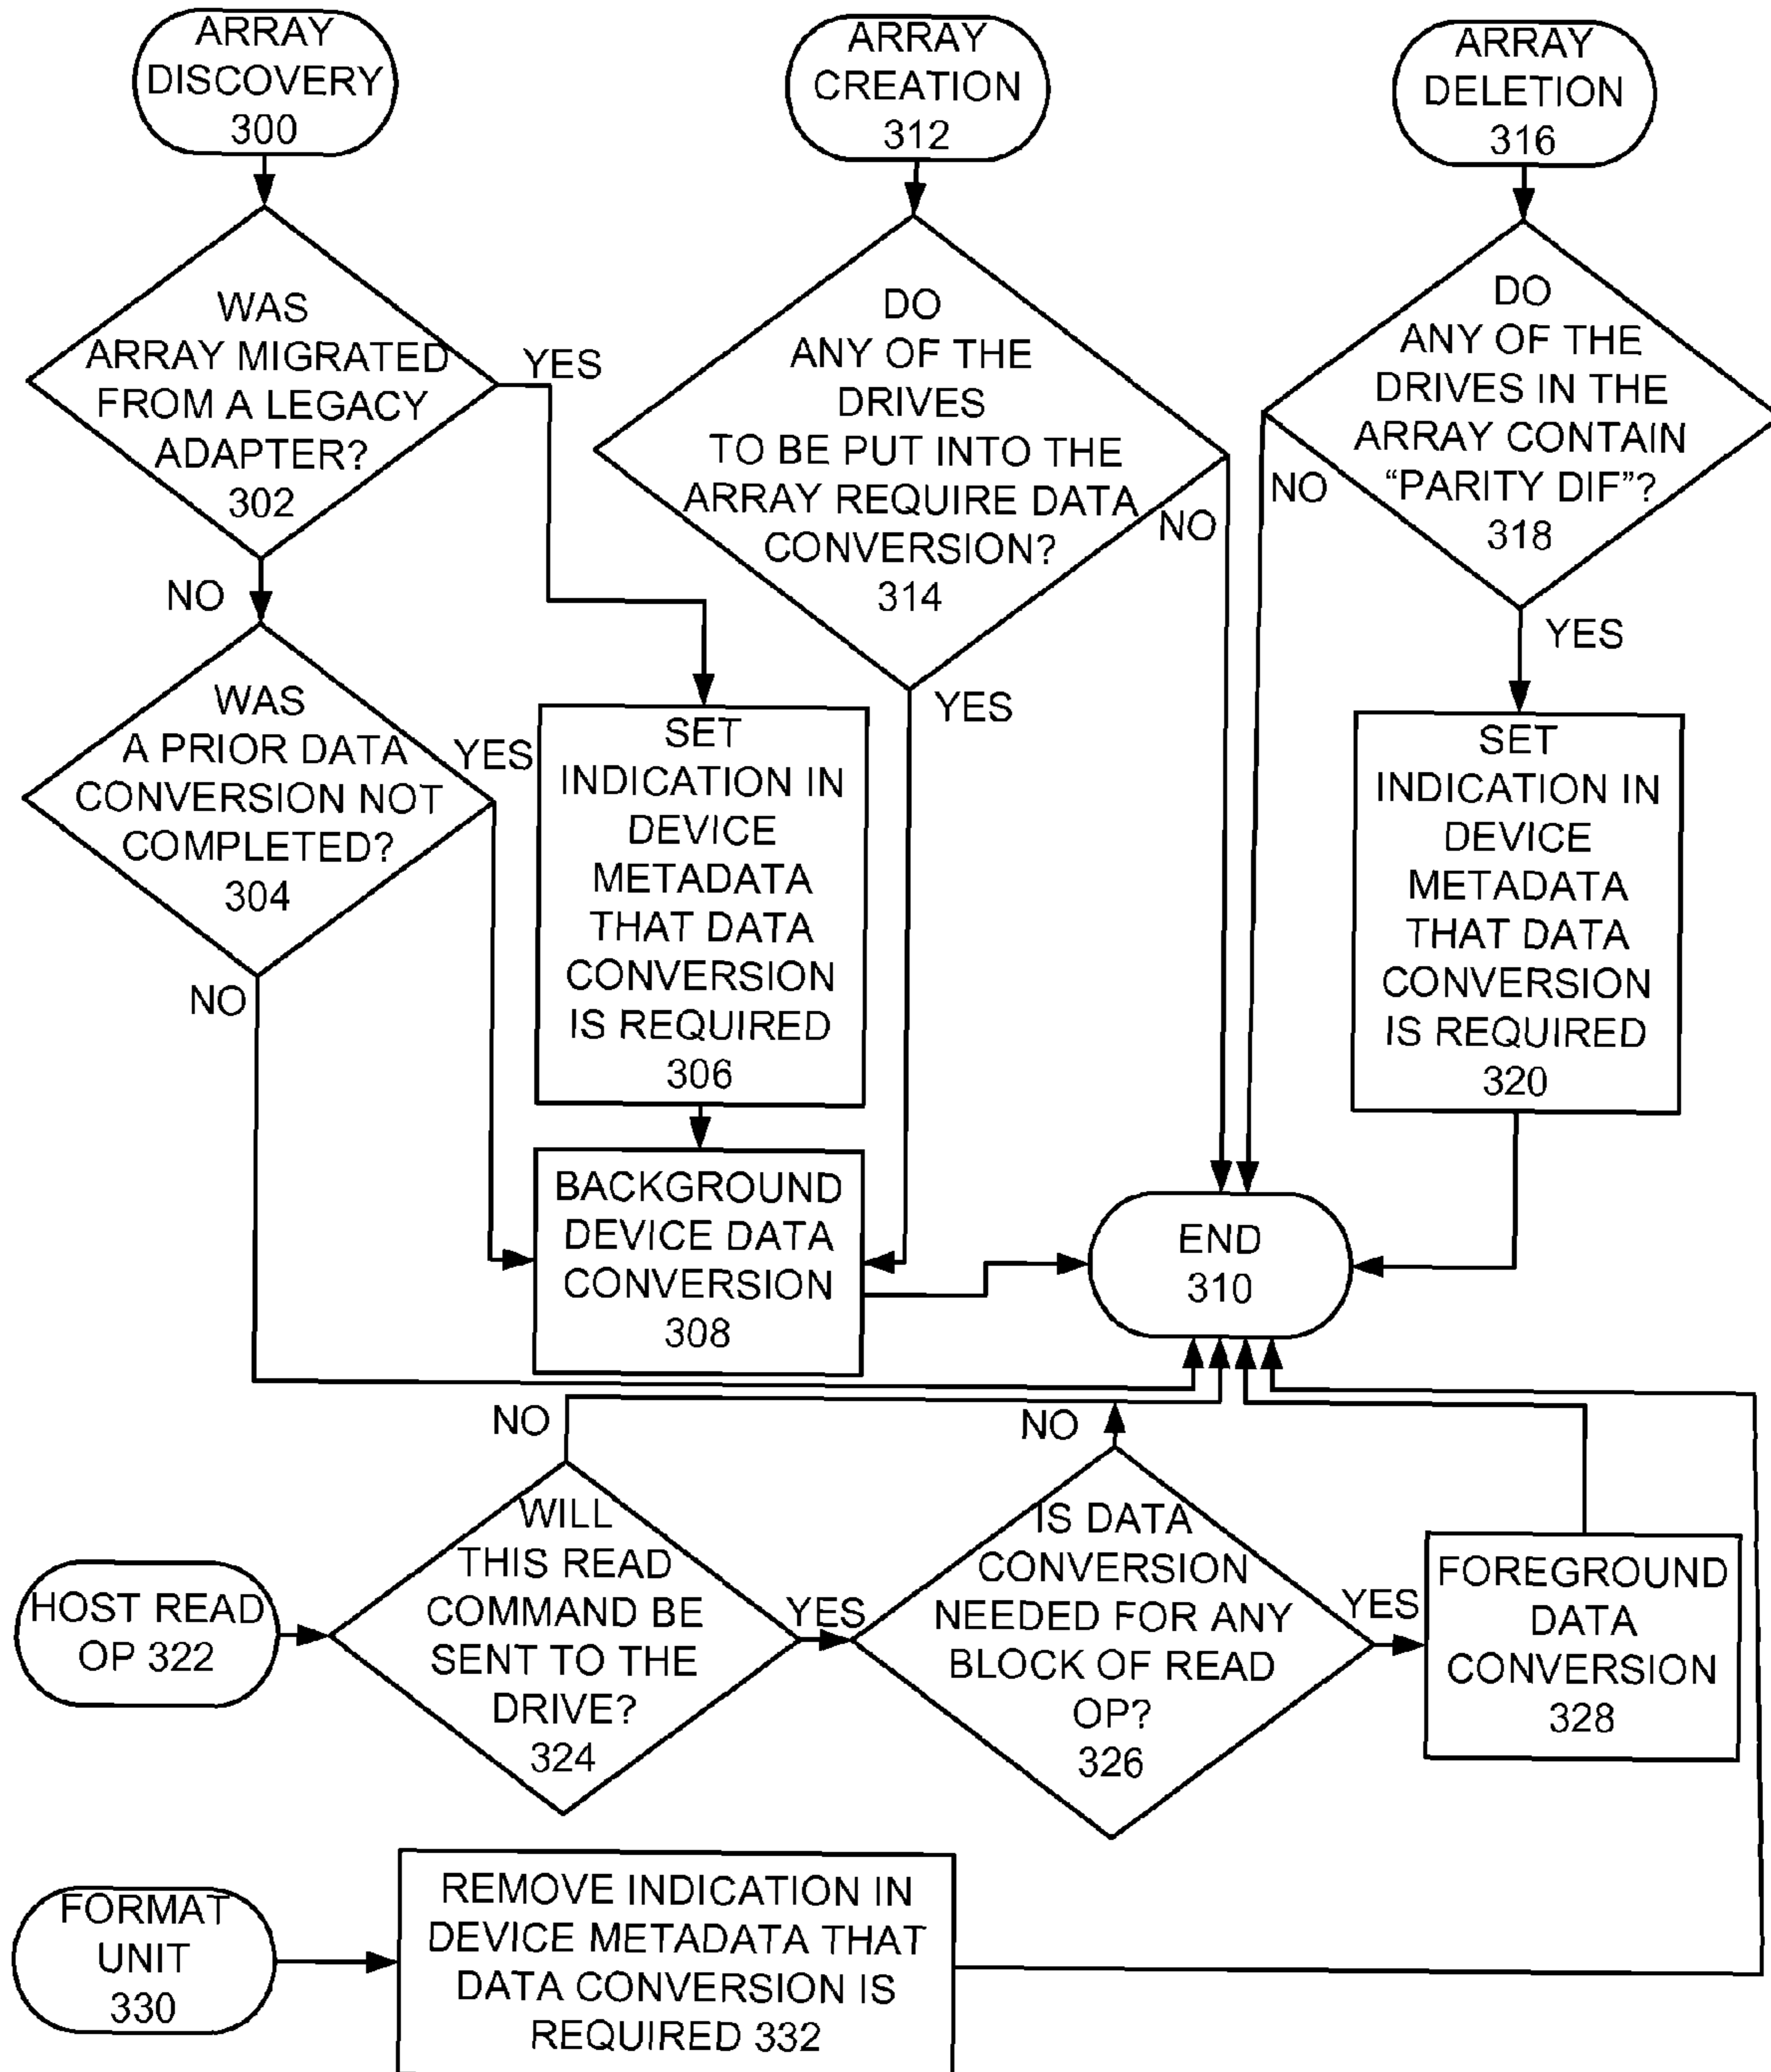 ARRAY
DISCOVERY
300
ARRAY
CREATION
312
ARRAY
DELETION
316
WAS
ARRAY MIGRATED
FROM A LEGACY
ADAPTER?
302
YES
NO
DO
ANY OF THE
DRIVES
TO BE PUT INTO THE
ARRAY REQUIRE DATA
CONVERSION?
314
NO
YES
DO
ANY OF THE
DRIVES IN THE
ARRAY CONTAIN
“PARITY DIF”?
318
NO
YES
WAS
A PRIOR DATA
CONVERSION NOT
COMPLETED?
304
YES
NO
SET
INDICATION IN
DEVICE
METADATA
THAT DATA
CONVERSION
IS REQUIRED
306
SET
INDICATION IN
DEVICE
METADATA
THAT DATA
CONVERSION
IS REQUIRED
320
BACKGROUND
DEVICE DATA
CONVERSION
308
END
310
HOST READ
OP 322
NO
WILL
THIS READ
COMMAND BE
SENT TO THE
DRIVE?
324
YES
NO
IS DATA
CONVERSION
NEEDED FOR ANY
BLOCK OF READ
OP?
326
YES
FOREGROUND
DATA
CONVERSION
328
FORMAT
UNIT
330
REMOVE INDICATION IN
DEVICE METADATA THAT
DATA CONVERSION IS
REQUIRED 332